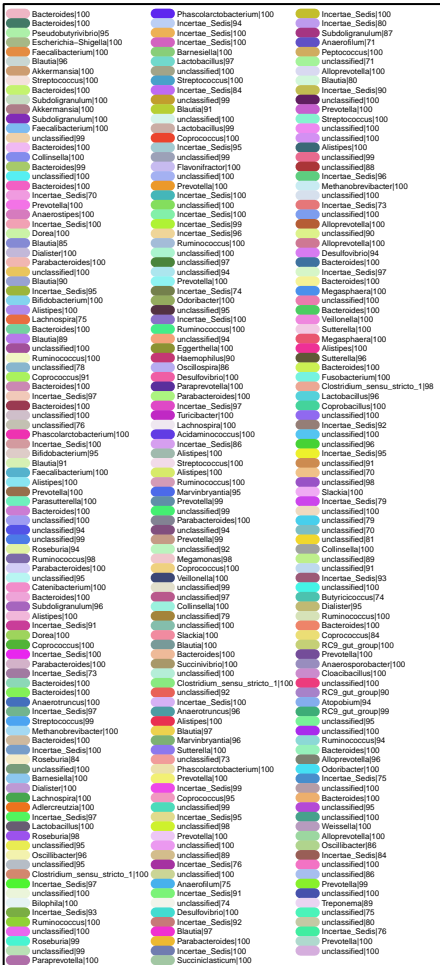 Bacteroides|100
Bacteroides|100
Pseudobutyrivibrio|95
Escherichia-Shigella|100
Faecalibacterium|100
Blautia|96
Akkermansia|100
Streptococcus|100
Bacteroides|100
Subdoligranulum|100
Akkermansia|100
Subdoligranulum|100
Faecalibacterium|100
unclassified|99
Bacteroides|100
Collinsella|100
Bacteroides|99
unclassified|100
Bacteroides|100
Incertae_Sedis|70
Prevotella|100
Anaerostipes|100
Incertae_Sedis|100
Dorea|100
Blautia|85
Dialister|100
Parabacteroides|100
unclassified|100
Blautia|90
Incertae_Sedis|95
Bifidobacterium|100
Alistipes|100
Lachnospira|75
Bacteroides|100
Blautia|89
unclassified|100
Ruminococcus|100
unclassified|78
Coprococcus|91
Bacteroides|100
Incertae_Sedis|97
Bacteroides|100
unclassified|100
unclassified|76
Phascolarctobacterium|100
Incertae_Sedis|100
Bifidobacterium|95
Blautia|91
Faecalibacterium|100
Alistipes|100
Prevotella|100
Parasutterella|100
Bacteroides|100
unclassified|100
unclassified|94
unclassified|99
Roseburia|94
Ruminococcus|98
Parabacteroides|100
unclassified|95
Catenibacterium|100
Bacteroides|100
Subdoligranulum|96
Alistipes|100
Incertae_Sedis|91
Dorea|100
Coprococcus|100
Incertae_Sedis|100
Parabacteroides|100
Incertae_Sedis|73
Bacteroides|100
Bacteroides|100
Anaerotruncus|100
Incertae_Sedis|97
Streptococcus|99
Methanobrevibacter|100
Bacteroides|100
Incertae_Sedis|100
Roseburia|84
unclassified|100
Barnesiella|100
Dialister|100
Lachnospira|100
Adlercreutzia|100
Incertae_Sedis|97
Lactobacillus|100
Roseburia|98
unclassified|95
Oscillibacter|96
unclassified|95
Clostridium_sensu_stricto_1|100
Incertae_Sedis|97
unclassified|100
Bilophila|100
Incertae_Sedis|93
Ruminococcus|100
unclassified|100
Roseburia|99
unclassified|99
Paraprevotella|100
Phascolarctobacterium|100
Incertae_Sedis|94
Incertae_Sedis|100
Incertae_Sedis|100
Barnesiella|100
Lactobacillus|97
unclassified|100
Streptococcus|100
Incertae_Sedis|84
unclassified|99
Blautia|91
unclassified|100
Lactobacillus|99
Coprococcus|100
Incertae_Sedis|95
unclassified|99
Flavonifractor|100
unclassified|100
Prevotella|100
Incertae_Sedis|100
unclassified|100
Incertae_Sedis|100
Incertae_Sedis|99
Incertae_Sedis|96
Ruminococcus|100
unclassified|100
unclassified|97
unclassified|94
Prevotella|100
Incertae_Sedis|74
Odoribacter|100
unclassified|95
Incertae_Sedis|100
Ruminococcus|100
unclassified|94
Eggerthella|100
Haemophilus|90
Oscillospira|86
Desulfovibrio|100
Paraprevotella|100
Parabacteroides|100
Incertae_Sedis|97
Turicibacter|100
Lachnospira|100
Acidaminococcus|100
Incertae_Sedis|86
Alistipes|100
Streptococcus|100
Alistipes|100
Ruminococcus|100
Marvinbryantia|95
Prevotella|99
unclassified|99
Parabacteroides|100
unclassified|94
Prevotella|99
unclassified|92
Megamonas|98
Coprococcus|100
Veillonella|100
unclassified|99
unclassified|97
Collinsella|100
unclassified|79
unclassified|100
Slackia|100
Blautia|100
Bacteroides|100
Succinivibrio|100
unclassified|100
Clostridium_sensu_stricto_1|100
unclassified|92
Incertae_Sedis|100
Anaerotruncus|96
Alistipes|100
Blautia|97
Marvinbryantia|96
Sutterella|100
unclassified|73
Phascolarctobacterium|100
Prevotella|100
Incertae_Sedis|99
Coprococcus|95
unclassified|99
Incertae_Sedis|95
unclassified|98
Prevotella|100
unclassified|100
unclassified|89
Incertae_Sedis|76
unclassified|100
Anaerofilum|75
Incertae_Sedis|91
unclassified|74
Desulfovibrio|100
Incertae_Sedis|92
Blautia|97
Parabacteroides|100
Incertae_Sedis|100
Succiniclasticum|100
Incertae_Sedis|100
Incertae_Sedis|80
Subdoligranulum|87
Anaerofilum|71
Peptococcus|100
unclassified|71
Alloprevotella|100
Blautia|80
Incertae_Sedis|90
unclassified|100
Prevotella|100
Streptococcus|100
unclassified|100
unclassified|100
Alistipes|100
unclassified|99
unclassified|88
Incertae_Sedis|96
Methanobrevibacter|100
unclassified|100
Incertae_Sedis|73
unclassified|100
Alloprevotella|100
unclassified|90
Alloprevotella|100
Desulfovibrio|94
Bacteroides|100
Incertae_Sedis|97
Bacteroides|100
Megasphaera|100
unclassified|100
Bacteroides|100
Veillonella|100
Sutterella|100
Megasphaera|100
Alistipes|100
Sutterella|96
Bacteroides|100
Fusobacterium|100
Clostridium_sensu_stricto_1|98
Lactobacillus|96
Coprobacillus|100
unclassified|100
Incertae_Sedis|92
unclassified|100
unclassified|96
Incertae_Sedis|95
unclassified|91
unclassified|70
unclassified|98
Slackia|100
Incertae_Sedis|79
unclassified|100
unclassified|79
unclassified|70
unclassified|81
Collinsella|100
unclassified|89
unclassified|91
Incertae_Sedis|93
unclassified|100
Butyricicoccus|74
Dialister|95
Ruminococcus|100
Bacteroides|100
Coprococcus|84
RC9_gut_group|100
Prevotella|100
Anaerosporobacter|100
Cloacibacillus|100
unclassified|100
RC9_gut_group|90
Atopobium|94
RC9_gut_group|99
unclassified|95
unclassified|100
Ruminococcus|94
Bacteroides|100
Alloprevotella|96
Odoribacter|100
Incertae_Sedis|75
unclassified|100
Bacteroides|100
unclassified|95
unclassified|100
Weissella|100
Alloprevotella|100
Oscillibacter|86
Incertae_Sedis|84
unclassified|100
unclassified|86
Prevotella|99
unclassified|100
Treponema|89
unclassified|75
unclassified|80
Incertae_Sedis|76
Prevotella|100
unclassified|100